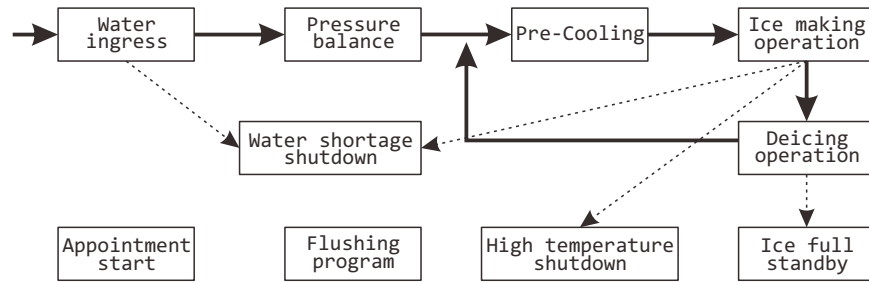 Water
ingress
Pressure
balance
Pre-Cooling
Ice making
operation
Water shortage
shutdown
Deicing
operation
Appointment
start
Flushing
program
High temperature
shutdown
Ice full
standby